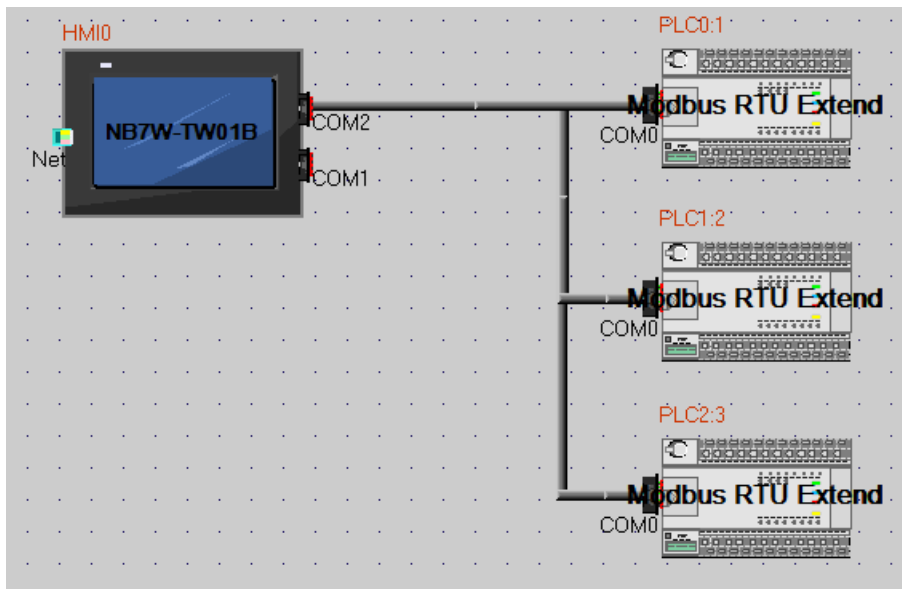 HMI0
NB7W-TW01B
COM2
COM1
Net
PLC0:1
Modbus RTU Extend
COM0
PLC1:2
Modbus RTU Extend
COM0
PLC2:3
Modbus RTU Extend
COM0